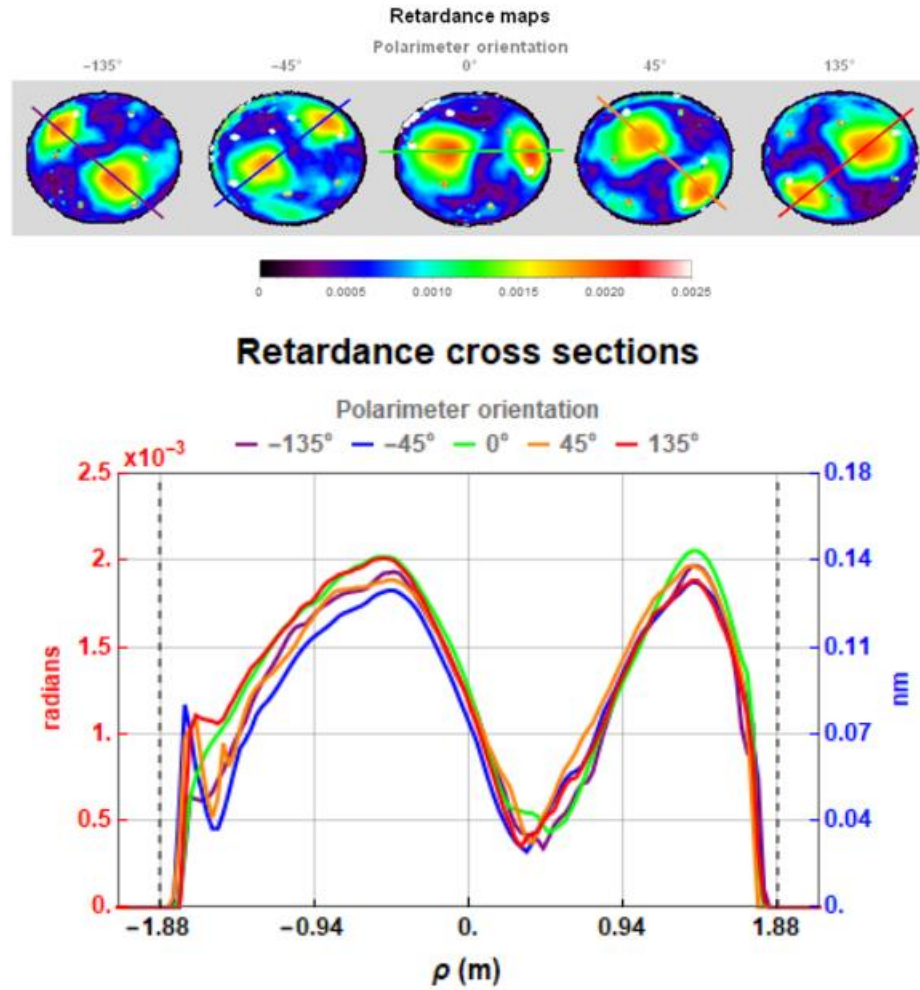 Retardance maps
Polarimeter orientation
−135° −45° 0° 45° 135°
0 0.0005 0.0010 0.0015 0.0020 0.0025
Retardance cross sections
Polarimeter orientation
−135° −45° 0° 45° 135°
×10−3
2.5 0.18
2. 0.14
1.5 0.11
radians nm
1. 0.07
0.5 0.04
0. 0.
−1.88 −0.94 0. 0.94 1.88
ρ (m)